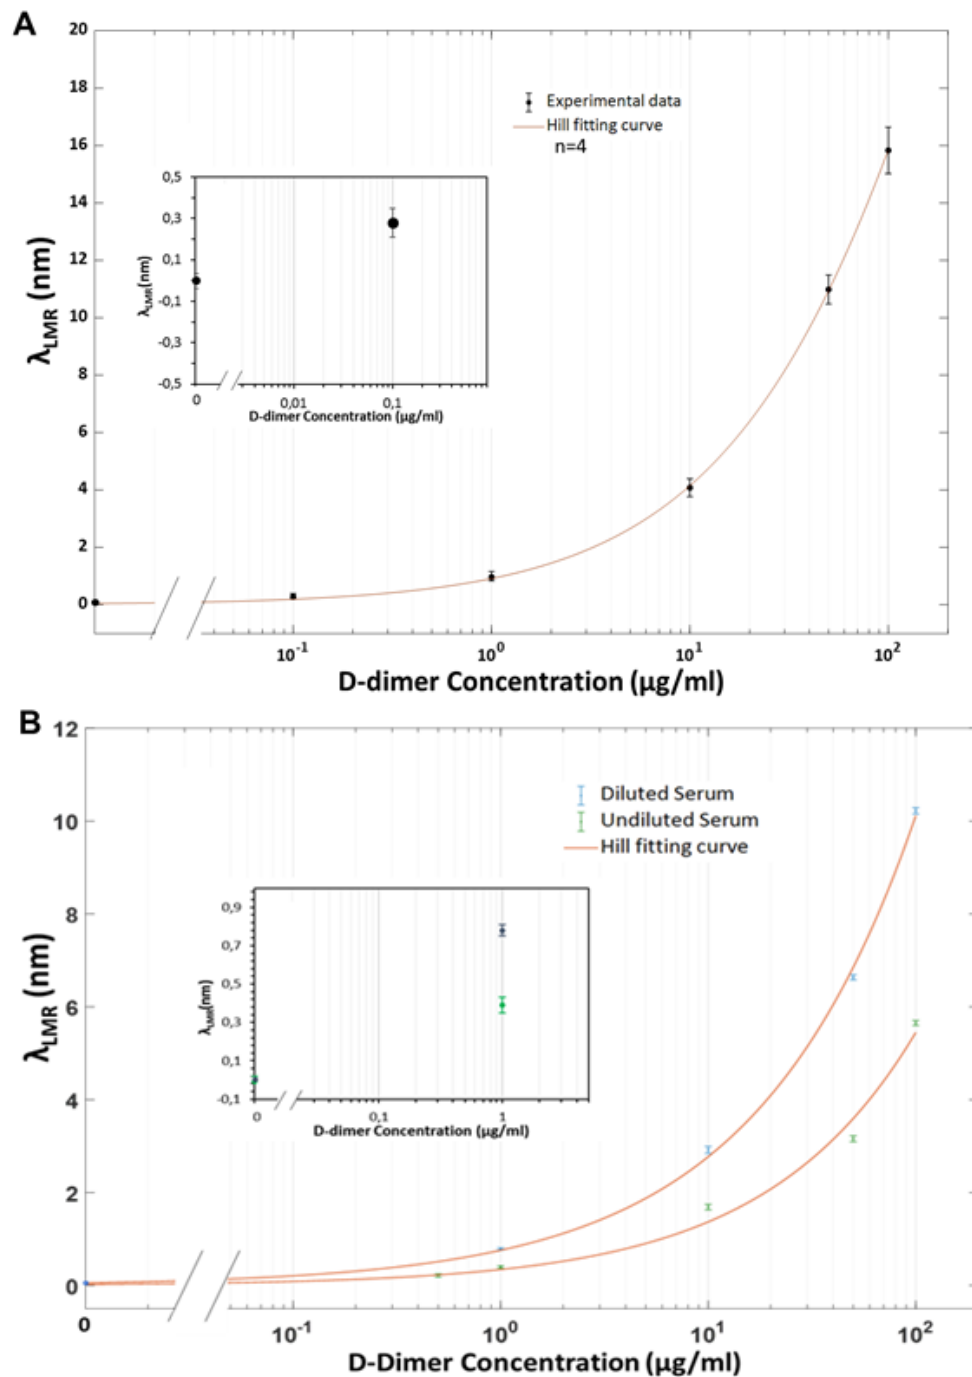 A
20
18
16
14
12
10
8
6
4
2
0
λLMR (nm)
Experimental data
Hill fitting curve
n=4
0,5
0,3
0,1
-0,1
-0,3
-0,5
λLMR(nm)
0 0,01 0,1
D-dimer Concentration (µg/ml)
10-1 100 101 102
D-dimer Concentration (µg/ml)
B
12
10
8
6
4
2
0
λLMR (nm)
Diluted Serum
Undiluted Serum
Hill fitting curve
0,9
0,7
0,5
0,3
0,1
-0,1
λLMR(nm)
0 0,1 1
D-dimer Concentration (µg/ml)
0 10-1 100 101 102
D-Dimer Concentration (µg/ml)